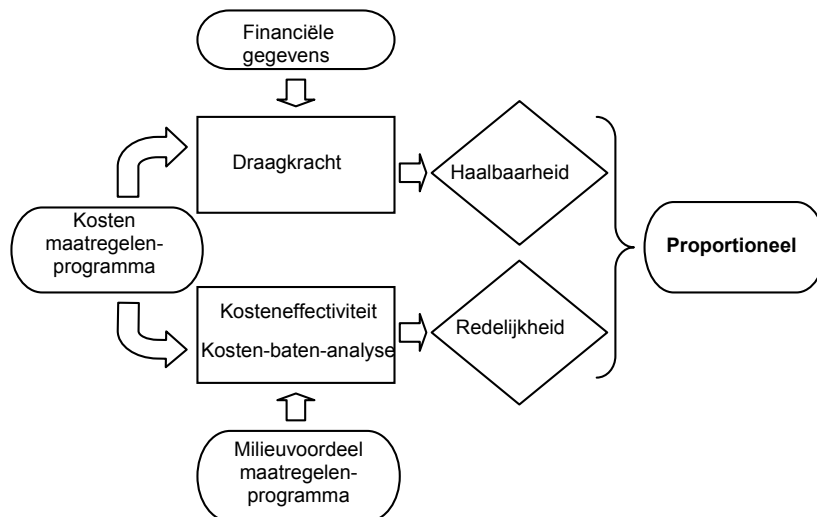 Financiële
gegevens
Draagkracht
Haalbaarheid
Kosten
maatregelen-
programma
Proportioneel
Kosteneffectiviteit
Kosten-baten-analyse
Redelijkheid
Milieuvoordeel
maatregelen-
programma